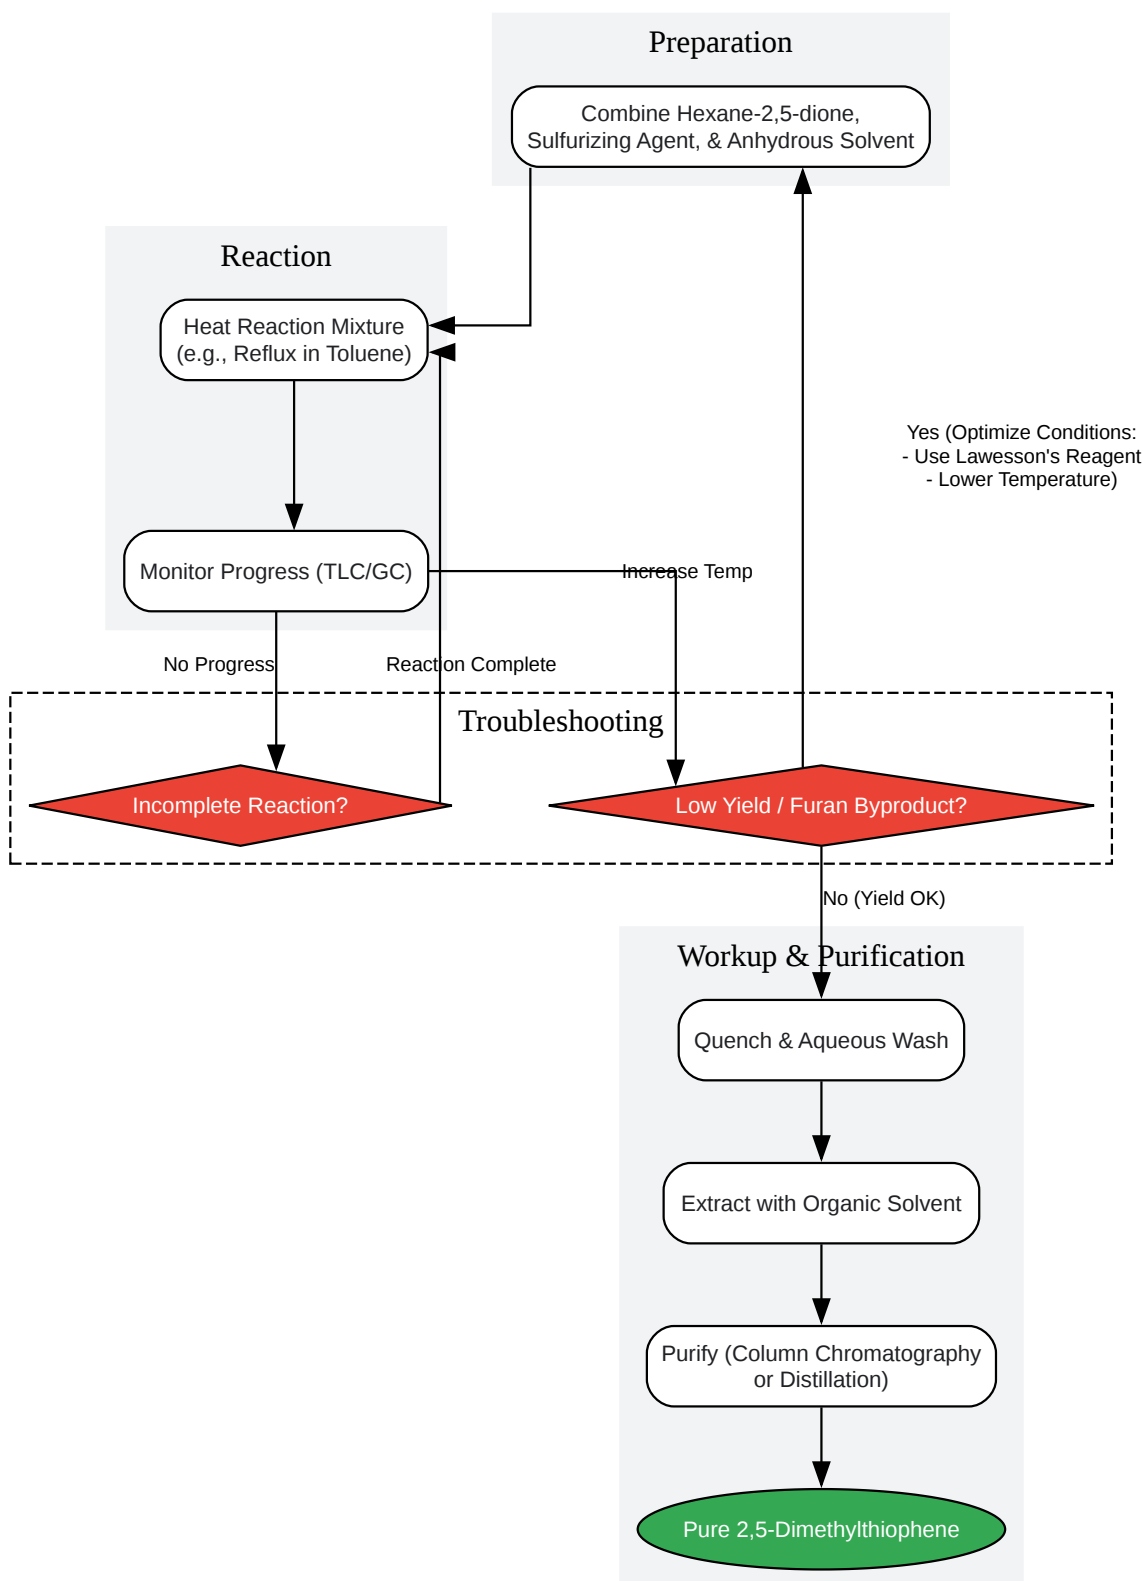 Preparation
Combine Hexane-2,5-dione,
Sulfurizing Agent, & Anhydrous Solvent
Reaction
Heat Reaction Mixture
(e.g., Reflux in Toluene)
Yes (Optimize Conditions:
- Use Lawesson's Reagent
- Lower Temperature)
Monitor Progress (TLC/GC)
Increase Temp
No Progress
Reaction Complete
Troubleshooting
Incomplete Reaction?
Low Yield / Furan Byproduct?
No (Yield OK)
Workup & Purification
Quench & Aqueous Wash
Extract with Organic Solvent
Purify (Column Chromatography
or Distillation)
Pure 2,5-Dimethylthiophene